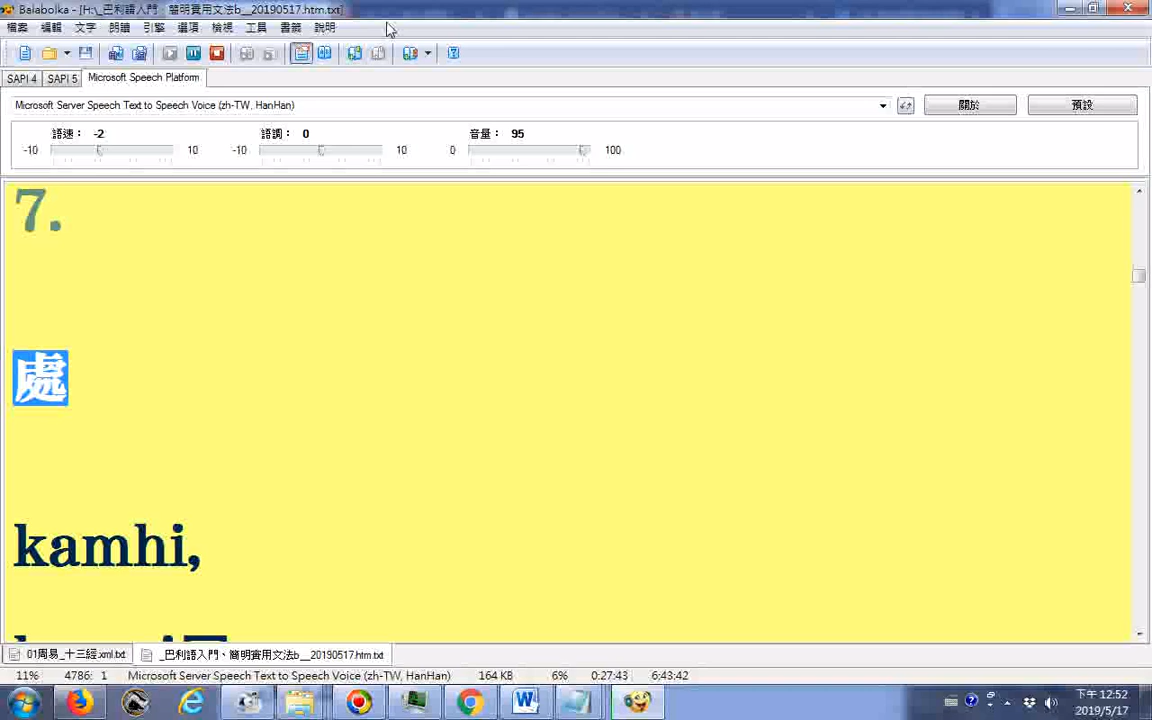 Balabolka - [H:\_巴利語入門﹑簡明實用文法b__20190517.htm.txt]
檔案 編輯 文字 朗讀 引擎 選項 檢視 工具 書籤 說明
SAPI 4 SAPI 5 Microsoft Speech Platform
Microsoft Server Speech Text to Speech Voice (zh-TW, HanHan) 關於 預設
語速： -2 語調： 0 音量： 95
-10 10 -10 10 0 100
7.
處
kamhi,
01周易_十三經.xml.txt _巴利語入門﹑簡明實用文法b__20190517.htm.txt
11% 4786: 1 Microsoft Server Speech Text to Speech Voice (zh-TW, HanHan) 164 KB 6% 0:27:43 6:43:42
下午 12:52
2019/5/17